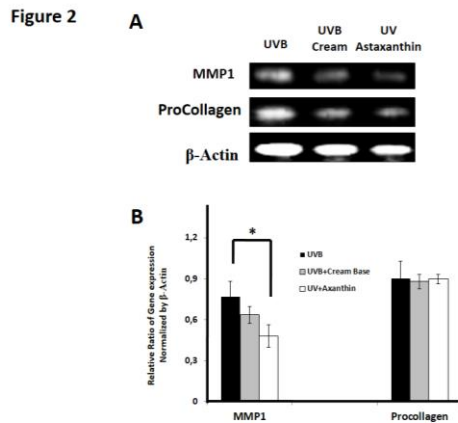 Figure 2
A
UVB
UVB Cream
UV Astaxanthin
MMP1
ProCollagen
β-Actin
B
*
1,2
0,9
0,6
0,3
0
Relative Ratio of Gene expression
Normalized by β-Actin
UVB
UVB+Cream Base
UV+Axanthin
MMP1
Procollagen